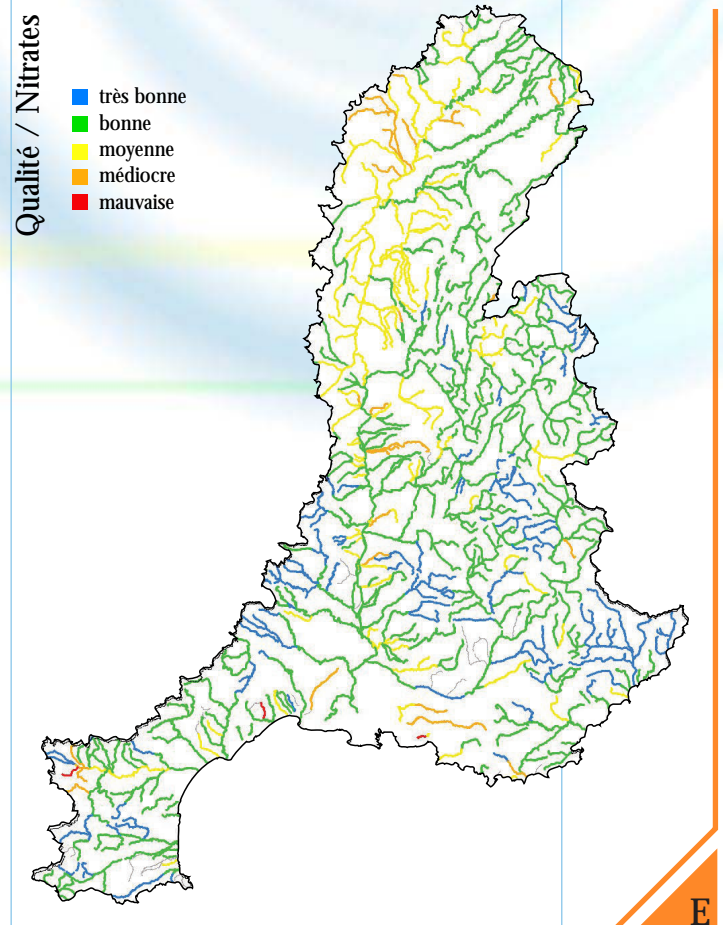 Qualité / Nitrates
très bonne
bonne
moyenne
médiocre
mauvaise
E